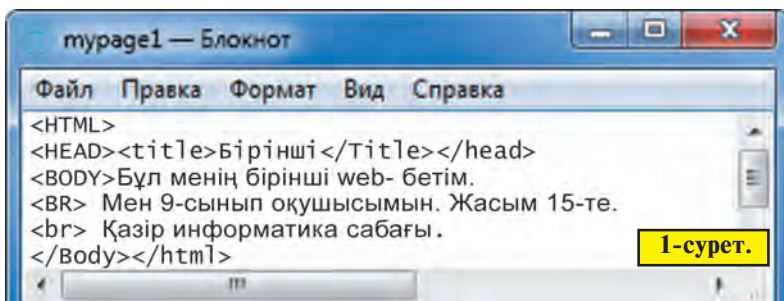 mypage1 — Блокнот
Файл Правка Формат Вид Справка
<HTML>
<HEAD><title>Бірінші</Title></head>
<BODY>Бұл менің бірінші web- бетім.
<BR> Мен 9-сынып оқушысымын. Жасым 15-те.
<br> Қазір информатика сабағы.
</Body></html>
1-сурет.